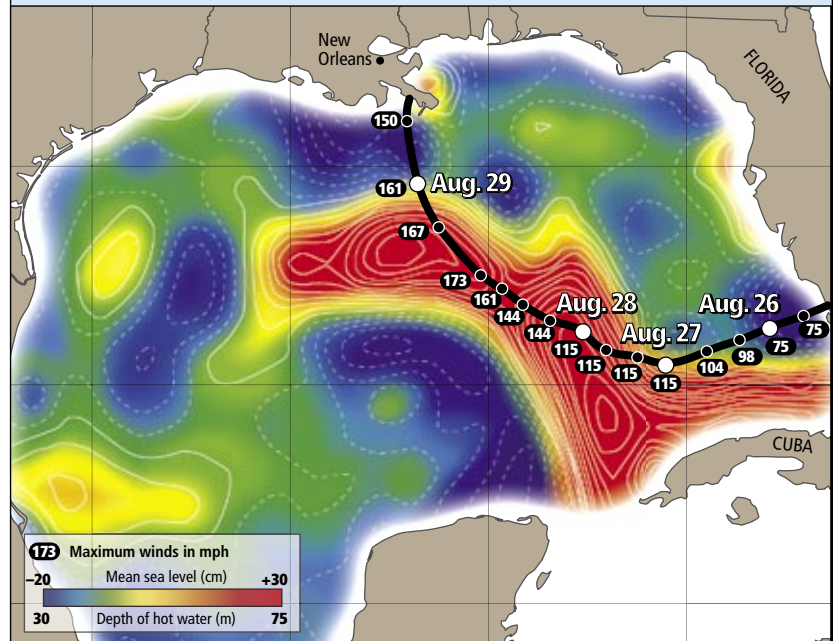 New
Orleans
FLORIDA
150
161
Aug. 29
167
173
161
144
144
Aug. 28
115
115
115
Aug. 27
115
104
98
Aug. 26
75
75
CUBA
173 Maximum winds in mph
–20 Mean sea level (cm) +30
30 Depth of hot water (m) 75